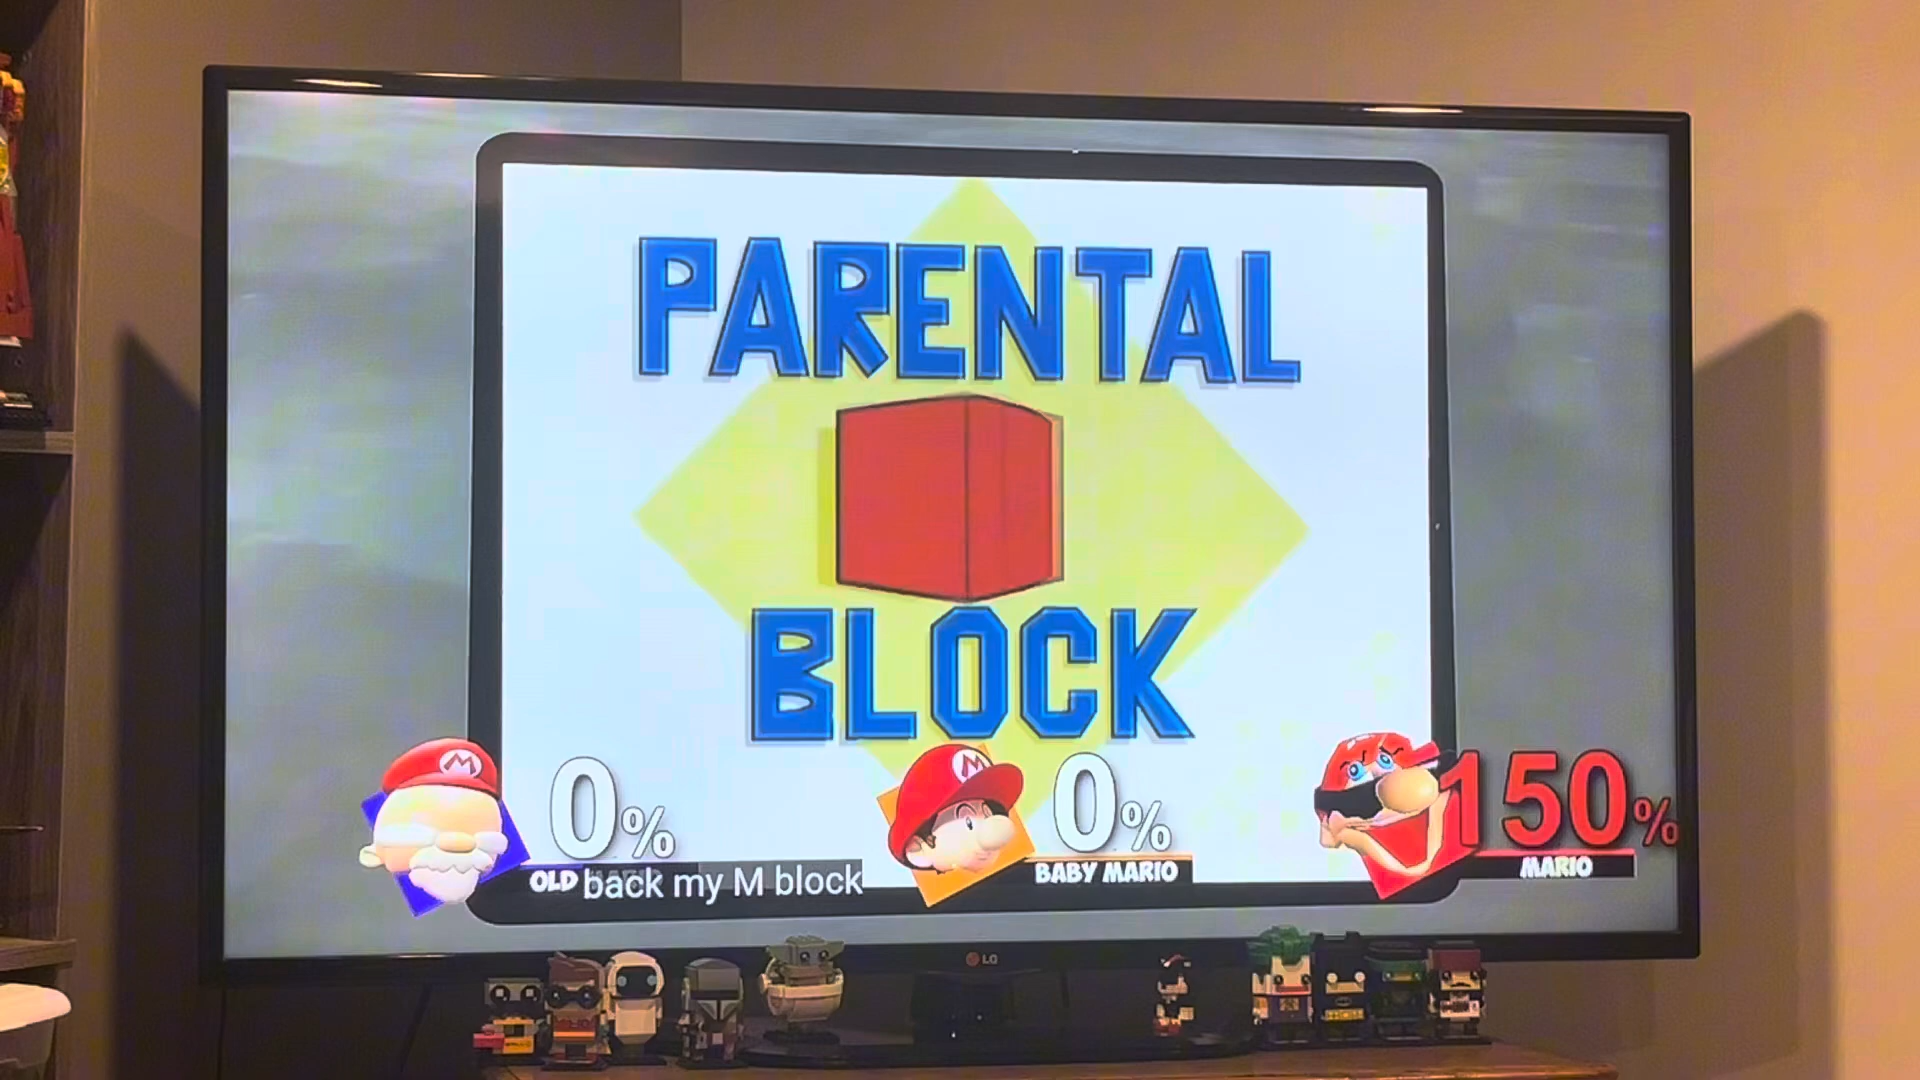 PARENTAL
BLOCK
0%
OLD
back my M block
0%
BABY MARIO
150%
MARIO
LG